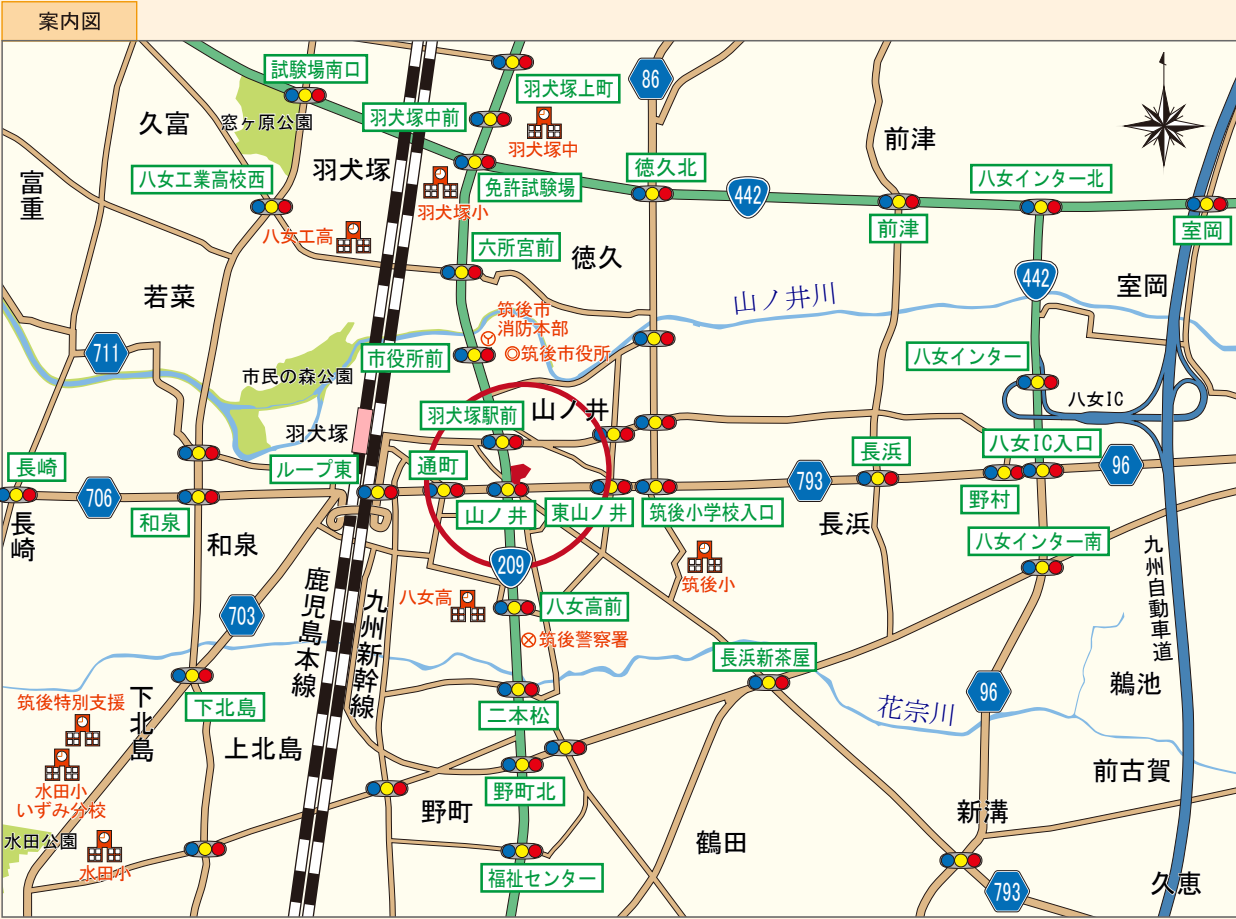 案内図
試験場南口
羽犬塚上町
86
久富
窓ヶ原公園
羽犬塚中前
羽犬塚中
前津
羽犬塚
徳久北
八女工業高校西
免許試験場
八女インター北
富重
442
羽犬塚小
前津
室岡
八女工高
六所宮前
徳久
442
室岡
若菜
山ノ井川
筑後市
消防本部
711
市役所前
筑後市役所
八女インター
市民の森公園
八女IC
羽犬塚駅前
山ノ井
羽犬塚
長崎
ループ東
通町
長浜
八女IC入口
96
706
793
野村
和泉
山ノ井
東山ノ井
筑後小学校入口
長浜
長崎
和泉
八女インター南
九州自動車道
209
筑後小
鹿児島本線
九州新幹線
八女高
八女高前
703
筑後警察署
長浜新茶屋
鵜池
筑後特別支援
下北島
下北島
96
花宗川
二本松
上北島
水田小
いずみ分校
前古賀
野町北
野町
新溝
水田公園
鶴田
水田小
福祉センター
793
久恵